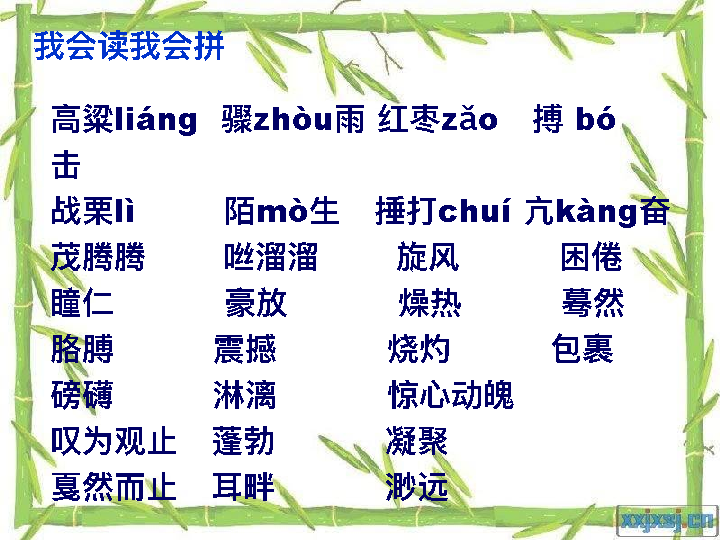 我会读我会拼
高粱liáng 骤zhòu雨 红枣zǎo 搏 bó
击
战栗lì 陌mò生 捶打chuí 亢kàng奋
茂腾腾 咝溜溜 旋风 困倦
瞳仁 豪放 燥热 蓦然
胳膊 震撼 烧灼 包裹
磅礴 淋漓 惊心动魄
叹为观止 蓬勃 凝聚
戛然而止 耳畔 渺远
xxjxsj.cn